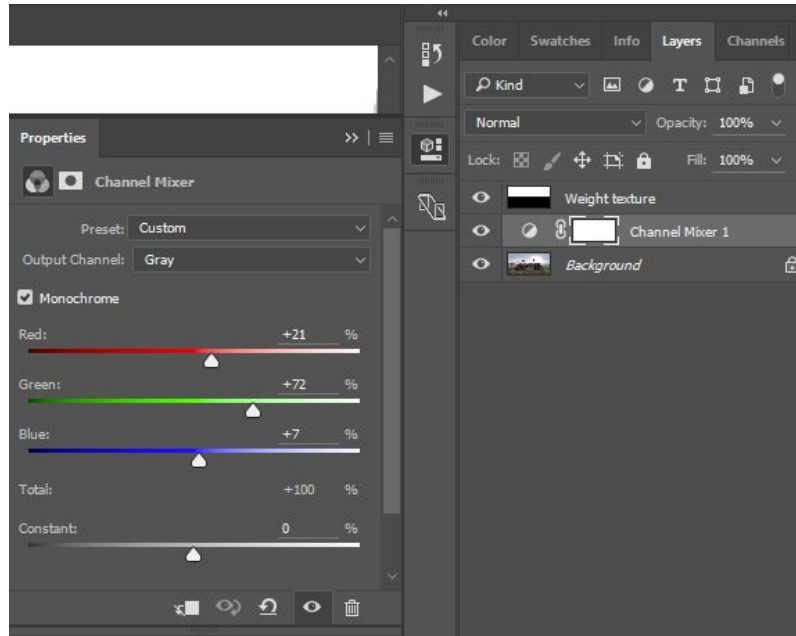 Color Swatches Info Layers Channels
Kind
Normal Opacity: 100%
Lock: Fill: 100%
Weight texture
Channel Mixer 1
Background
Properties
Channel Mixer
Preset: Custom
Output Channel: Gray
Monochrome
Red: +21 %
Green: +72 %
Blue: +7 %
Total: +100 %
Constant: 0 %